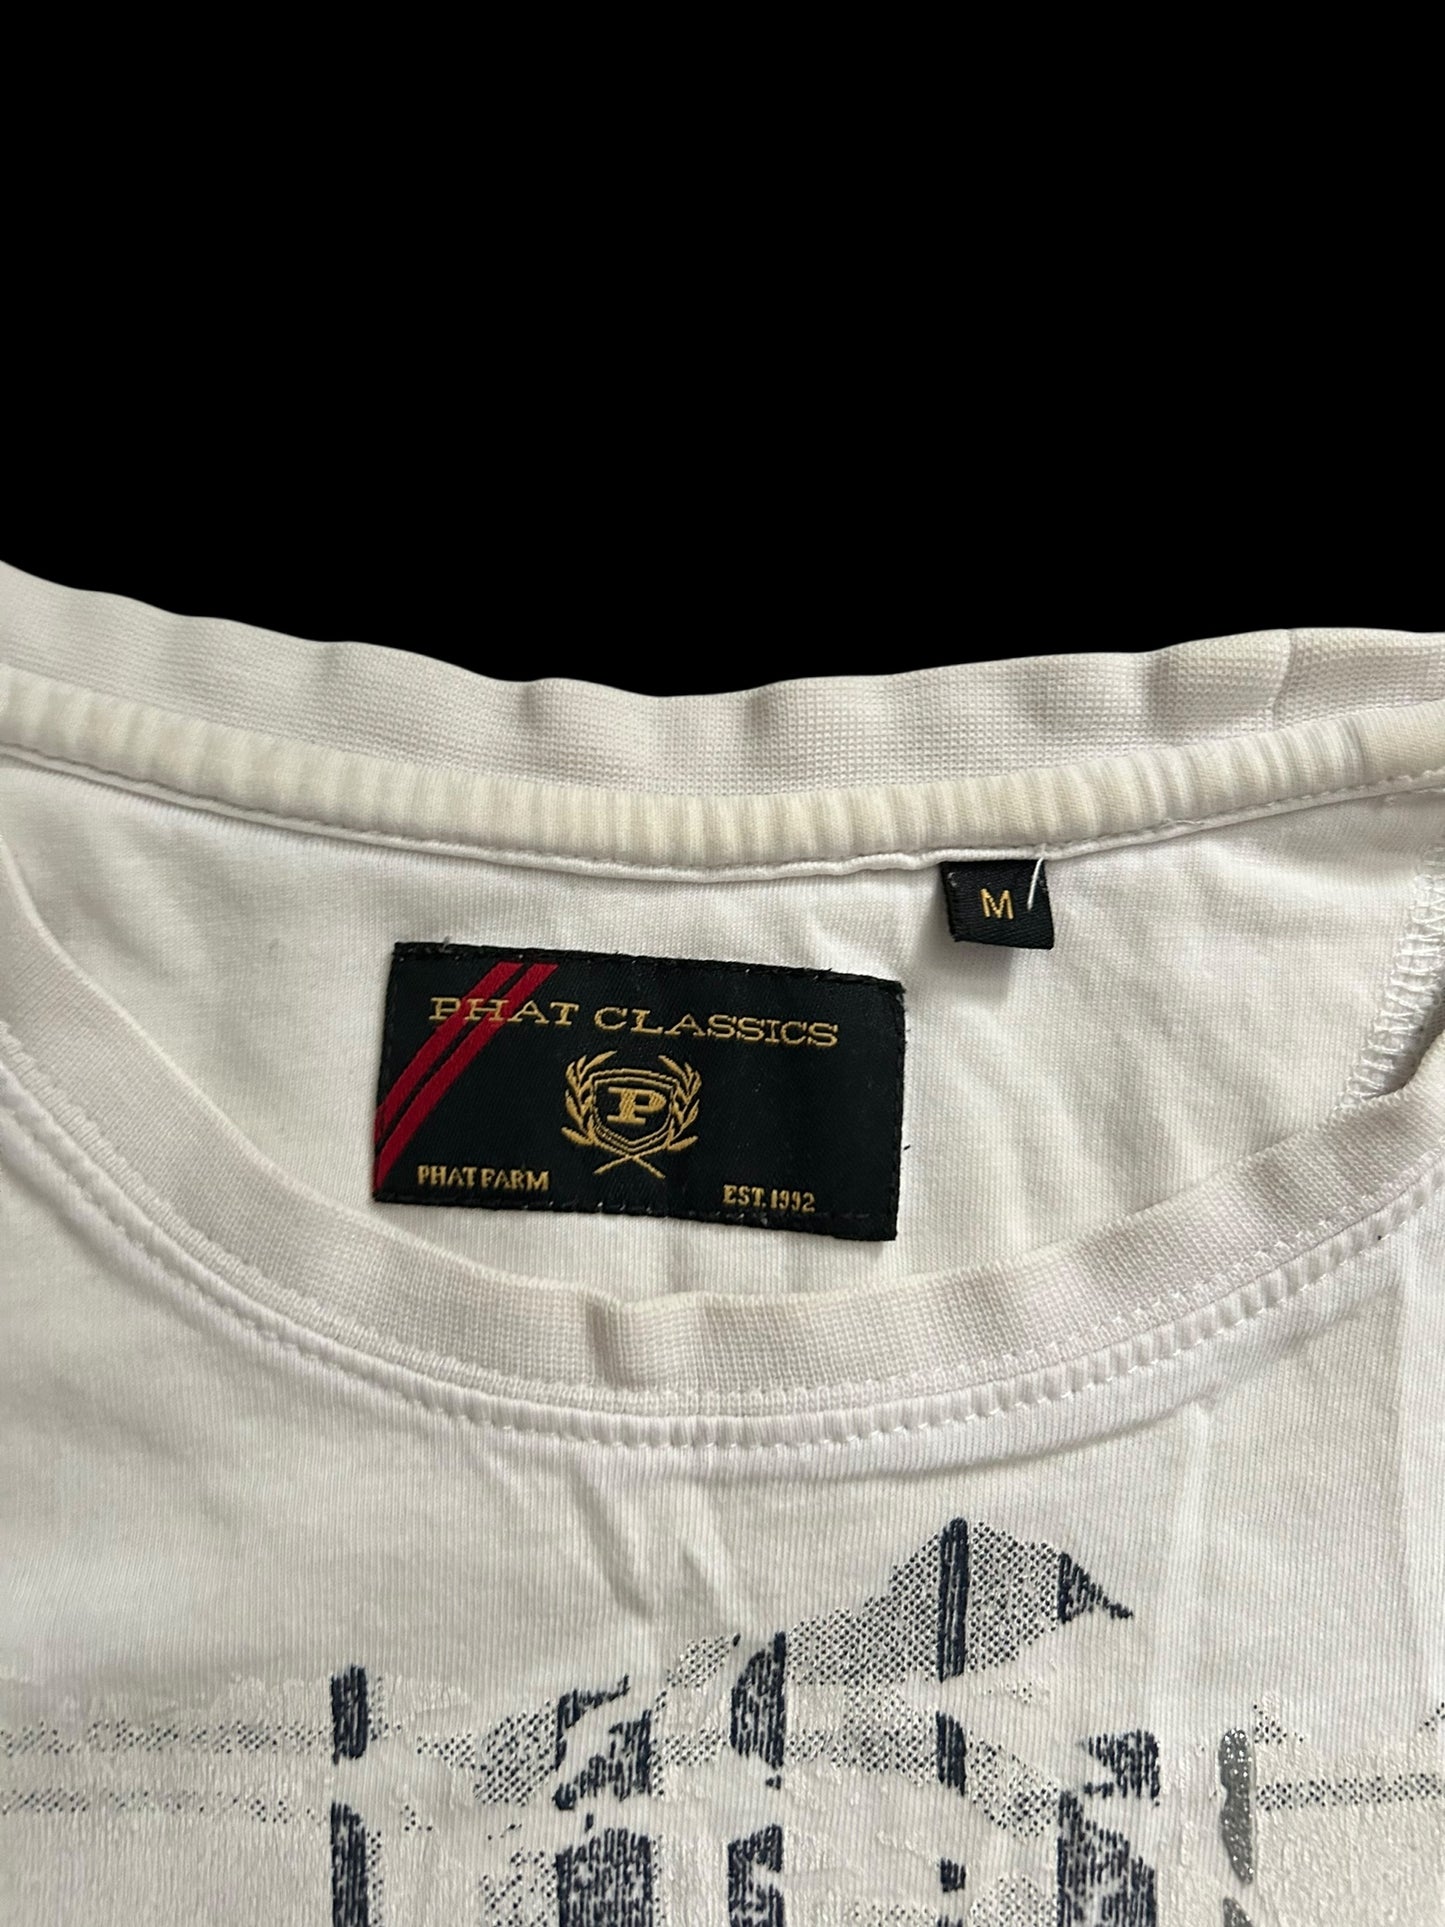 M
PHAT CLASSICS
P
PHAT FARM
EST. 1992